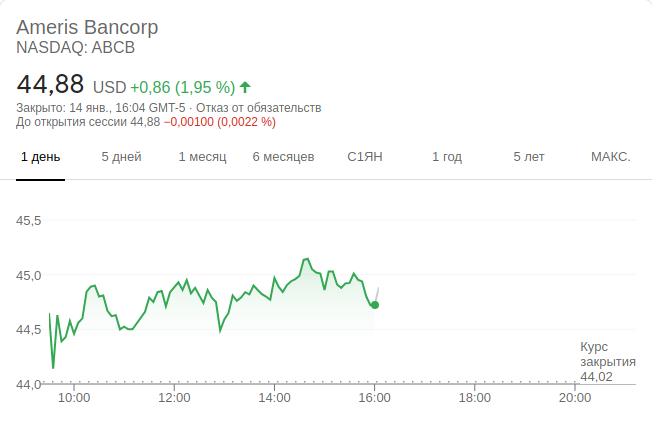 Ameris Bancorp
NASDAQ: ABCB
44,88 USD +0,86 (1,95 %)
Закрыто: 14 янв., 16:04 GMT-5 · Отказ от обязательств
До открытия сессии 44,88 −0,00100 (0,0022 %)
1 день 5 дней 1 месяц 6 месяцев С1ЯН 1 год 5 лет МАКС.
45,5
45,0
44,5
44,0
Курс
закрытия
44,02
10:00 12:00 14:00 16:00 18:00 20:00